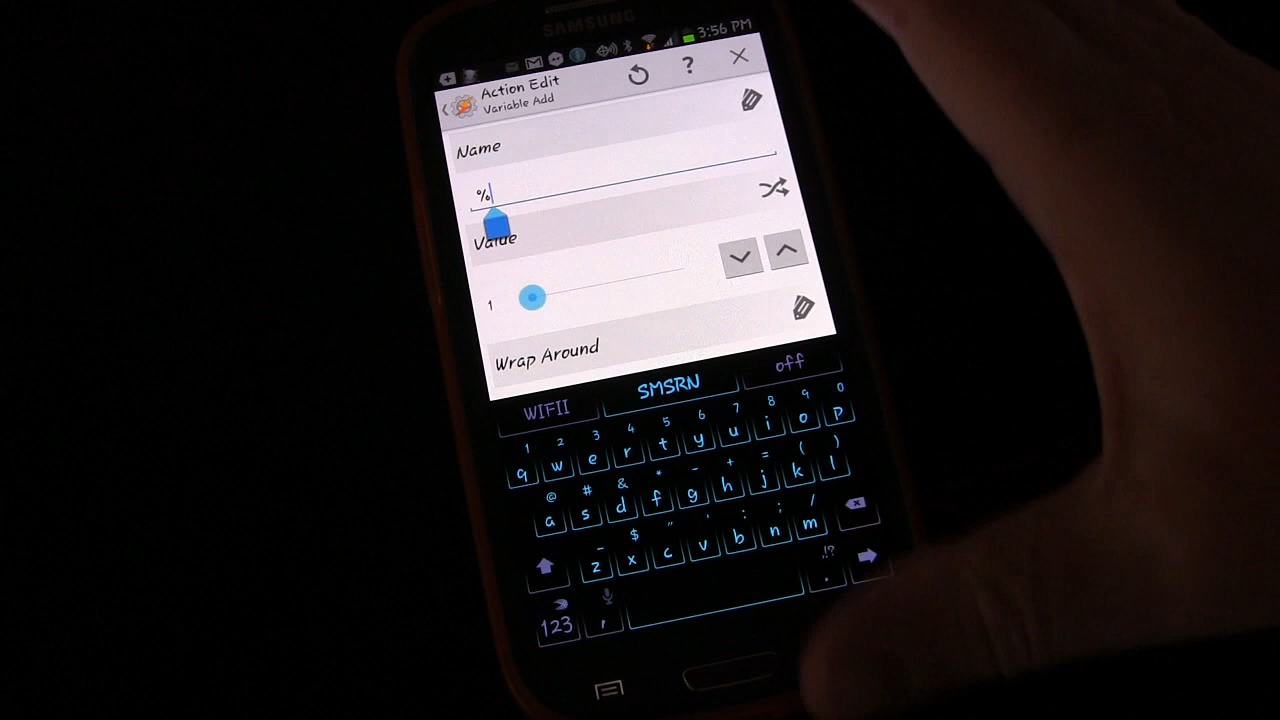 SAMSUNG
3:56 PM
Action Edit
Variable Add
?
Name
%
Value
1
Wrap Around
WIFII SMSRN off
1 2 3 4 5 6 7 8 9 0
q w e r t y u i o p
@ # & * - + = ( )
a s d f g h j k l
_ $ " ' : ; /
z x c v b n m
,!?
123 , .